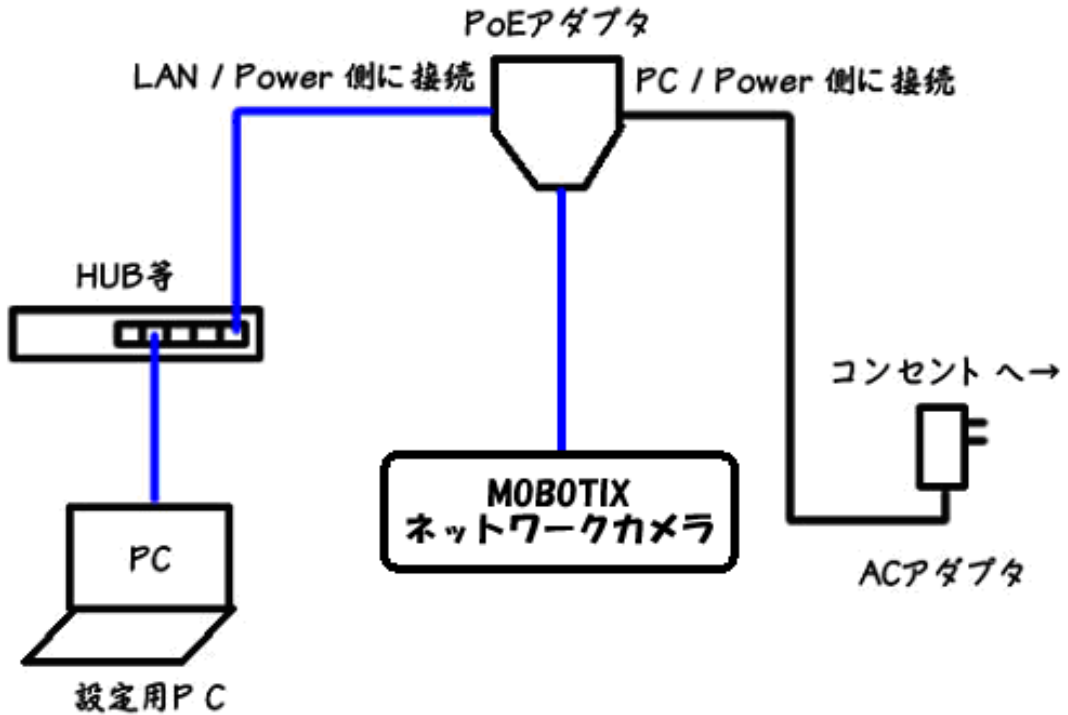 PoEアダプタ
LAN / Power 側に接続
PC / Power 側に接続
HUB等
コンセント へ→
MOBOTIX
ネットワークカメラ
PC
ACアダプタ
設定用ＰＣ